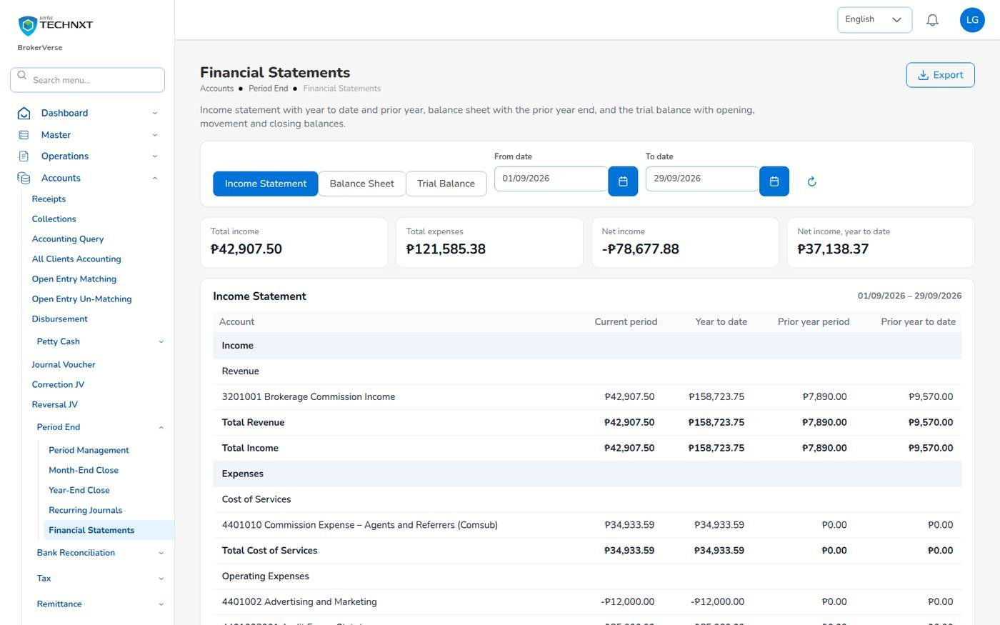 iorta
TECHNXT
BrokerVerse
Search menu...
Dashboard
Master
Operations
Accounts
Receipts
Collections
Accounting Query
All Clients Accounting
Open Entry Matching
Open Entry Un-Matching
Disbursement
Petty Cash
Journal Voucher
Correction JV
Reversal JV
Period End
Period Management
Month-End Close
Year-End Close
Recurring Journals
Financial Statements
Bank Reconciliation
Tax
Remittance
English
LG
Financial Statements
Accounts • Period End • Financial Statements
Export
Income statement with year to date and prior year, balance sheet with the prior year end, and the trial balance with opening,
movement and closing balances.
From date To date
Income Statement Balance Sheet Trial Balance 01/09/2026 29/09/2026
Total income Total expenses Net income Net income, year to date
₱42,907.50 ₱121,585.38 -₱78,677.88 ₱37,138.37
Income Statement 01/09/2026 – 29/09/2026
Account Current period Year to date Prior year period Prior year to date
Income
Revenue
3201001 Brokerage Commission Income ₱42,907.50 ₱158,723.75 ₱7,890.00 ₱9,570.00
Total Revenue ₱42,907.50 ₱158,723.75 ₱7,890.00 ₱9,570.00
Total Income ₱42,907.50 ₱158,723.75 ₱7,890.00 ₱9,570.00
Expenses
Cost of Services
4401010 Commission Expense – Agents and Referrers (Comsub) ₱34,933.59 ₱34,933.59 ₱0.00 ₱0.00
Total Cost of Services ₱34,933.59 ₱34,933.59 ₱0.00 ₱0.00
Operating Expenses
4401002 Advertising and Marketing -₱12,000.00 -₱12,000.00 ₱0.00 ₱0.00